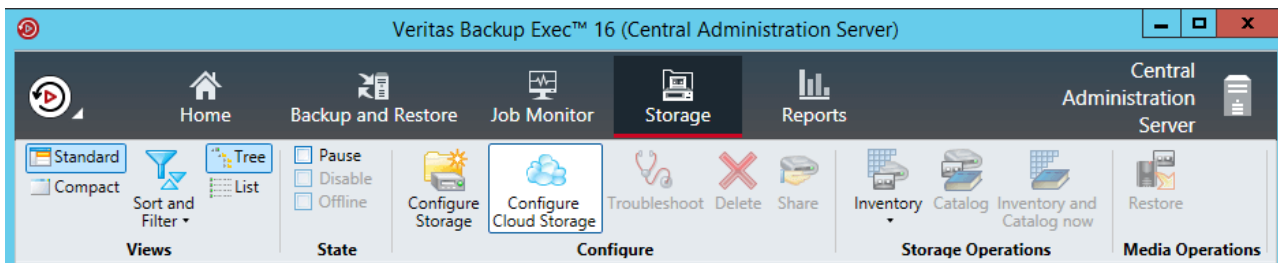 Veritas Backup Exec™ 16 (Central Administration Server)
Home
Backup and Restore
Job Monitor
Storage
Reports
Central
Administration
Server
Standard
Compact
Sort and
Filter
Tree
List
Views
Pause
Disable
Offline
State
Configure
Storage
Configure
Cloud Storage
Troubleshoot
Delete
Share
Configure
Inventory
Catalog
Inventory and
Catalog now
Storage Operations
Restore
Media Operations